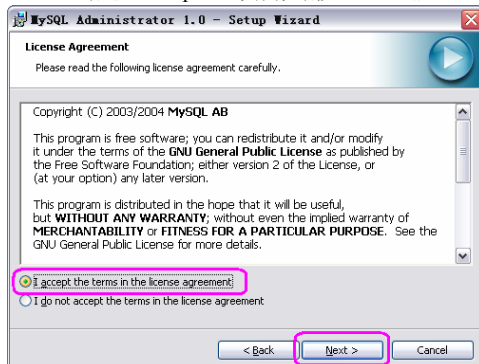 MySQL Administrator 1.0 - Setup Wizard
License Agreement
Please read the following license agreement carefully.
Copyright (C) 2003/2004 MySQL AB
This program is free software; you can redistribute it and/or modify
it under the terms of the GNU General Public License as published by
the Free Software Foundation; either version 2 of the License, or
(at your option) any later version.
This program is distributed in the hope that it will be useful,
but WITHOUT ANY WARRANTY; without even the implied warranty of
MERCHANTABILITY or FITNESS FOR A PARTICULAR PURPOSE. See the
GNU General Public License for more details.
I accept the terms in the license agreement
I do not accept the terms in the license agreement
< Back Next > Cancel